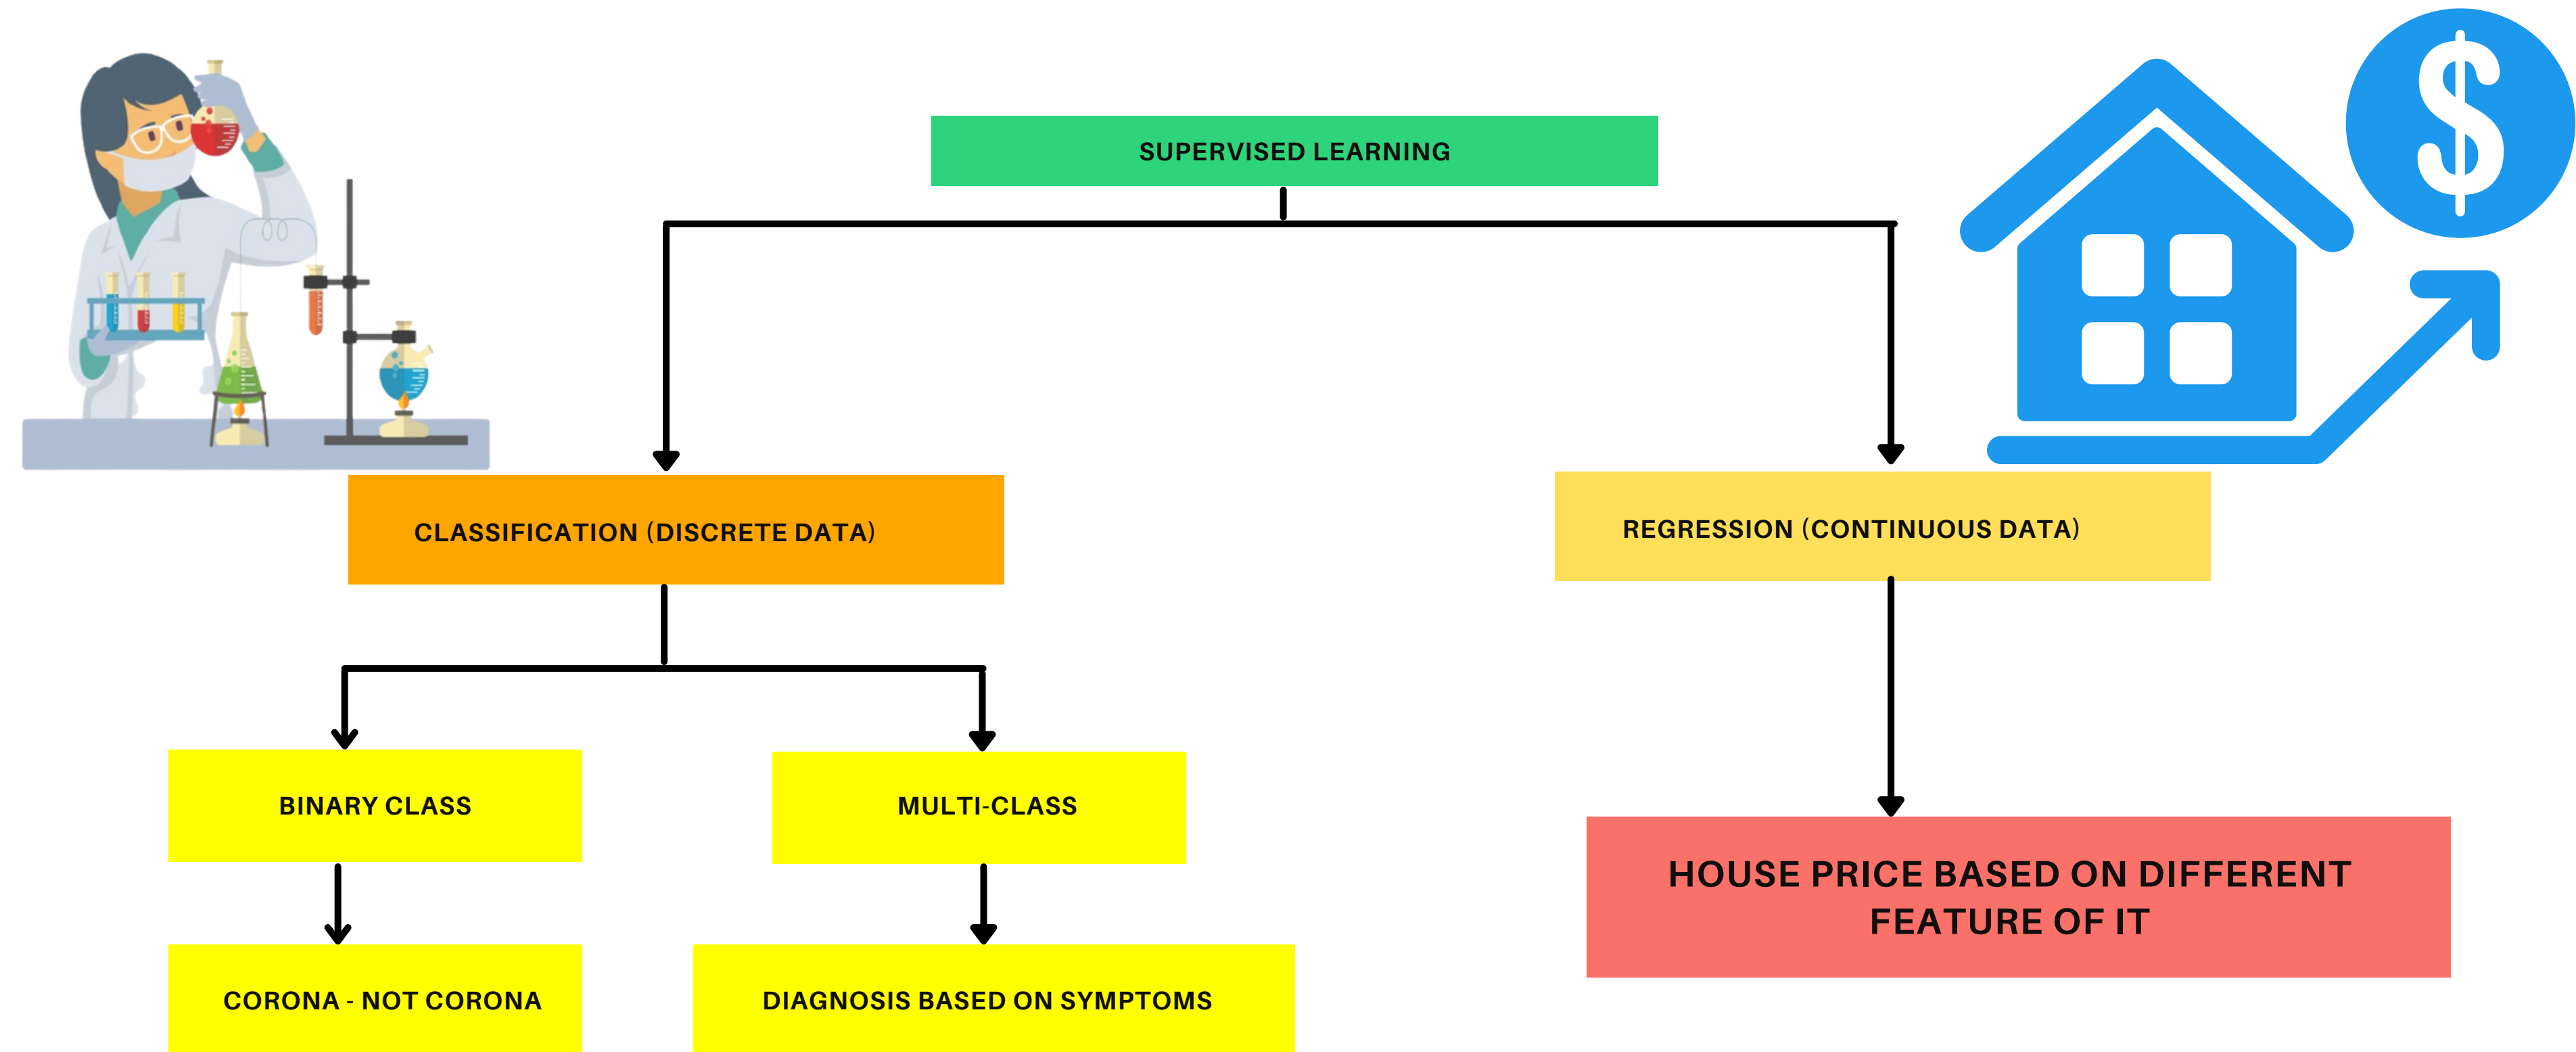 SUPERVISED LEARNING
CLASSIFICATION (DISCRETE DATA)
REGRESSION (CONTINUOUS DATA)
BINARY CLASS
MULTI-CLASS
HOUSE PRICE BASED ON DIFFERENT
FEATURE OF IT
CORONA - NOT CORONA
DIAGNOSIS BASED ON SYMPTOMS
$